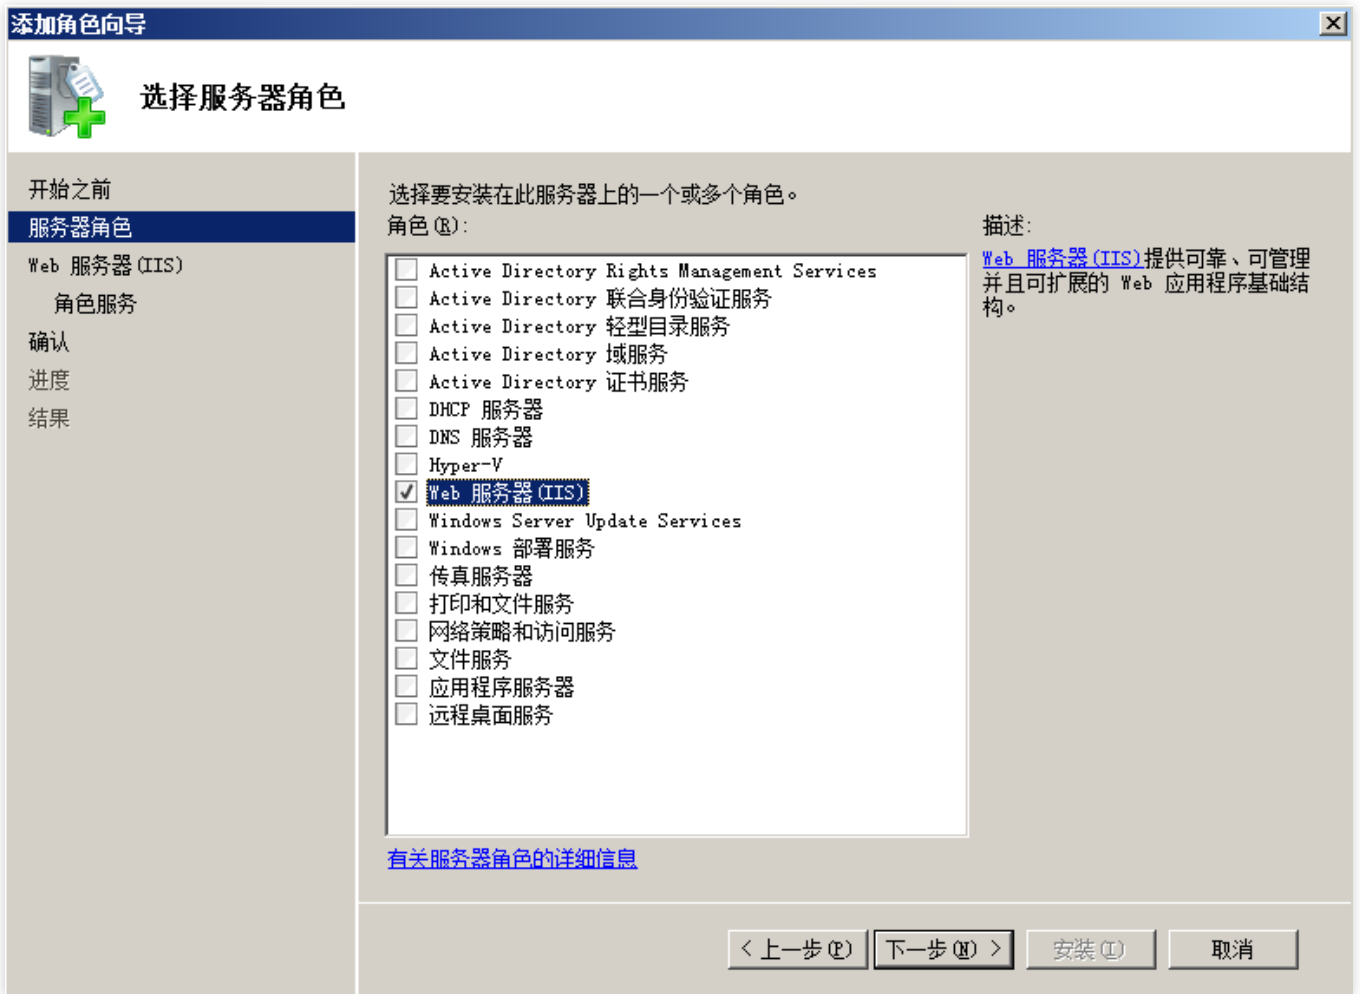 添加角色向导
选择服务器角色
开始之前
服务器角色
Web 服务器(IIS)
角色服务
确认
进度
结果
选择要安装在此服务器上的一个或多个角色。
角色(R):
Active Directory Rights Management Services
Active Directory 联合身份验证服务
Active Directory 轻型目录服务
Active Directory 域服务
Active Directory 证书服务
DHCP 服务器
DNS 服务器
Hyper-V
Web 服务器(IIS)
Windows Server Update Services
Windows 部署服务
传真服务器
打印和文件服务
网络策略和访问服务
文件服务
应用程序服务器
远程桌面服务
有关服务器角色的详细信息
描述:
Web 服务器(IIS)提供可靠、可管理
并且可扩展的 Web 应用程序基础结
构。
< 上一步(P)
下一步(N) >
安装(I)
取消